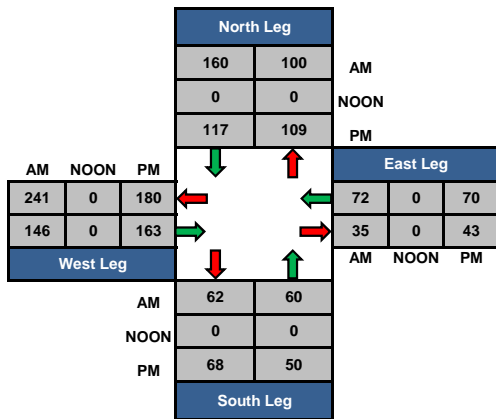 North Leg
160 100 AM
0 0 NOON
117 109 PM
AM NOON PM
East Leg
241 0 180
72 0 70
146 0 163
35 0 43
West Leg
AM NOON PM
AM 62 60
NOON 0 0
PM 68 50
South Leg